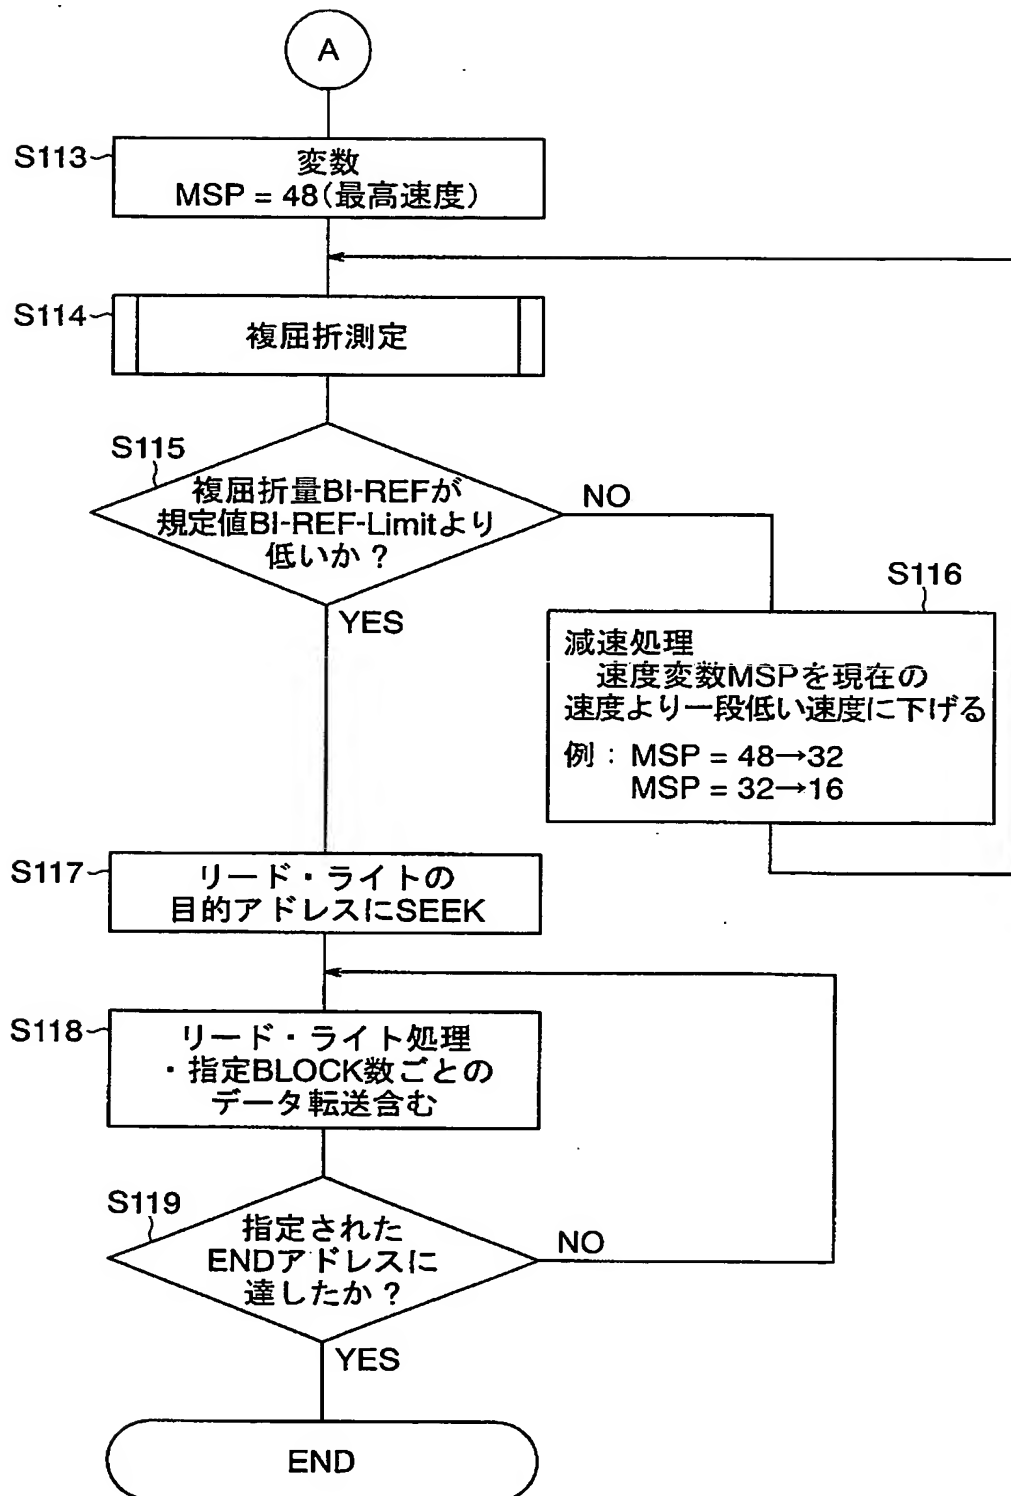 A
S113
変数
MSP = 48(最高速度)
S114
複屈折測定
S115
複屈折量BI-REFが
規定値BI-REF-Limitより
低いか？
NO
YES
S116
減速処理
速度変数MSPを現在の
速度より一段低い速度に下げる
例：MSP = 48→32
MSP = 32→16
S117
リード・ライトの
目的アドレスにSEEK
S118
リード・ライト処理
・指定BLOCK数ごとの
データ転送含む
S119
指定された
ENDアドレスに
達したか？
NO
YES
END